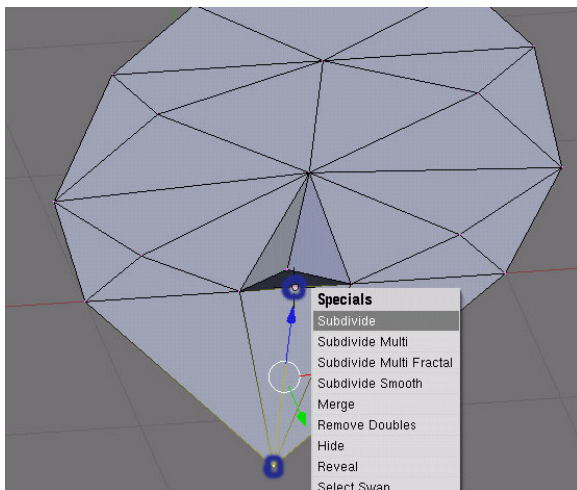 Specials
Subdivide
Subdivide Multi
Subdivide Multi Fractal
Subdivide Smooth
Merge
Remove Doubles
Hide
Reveal
Select Swap